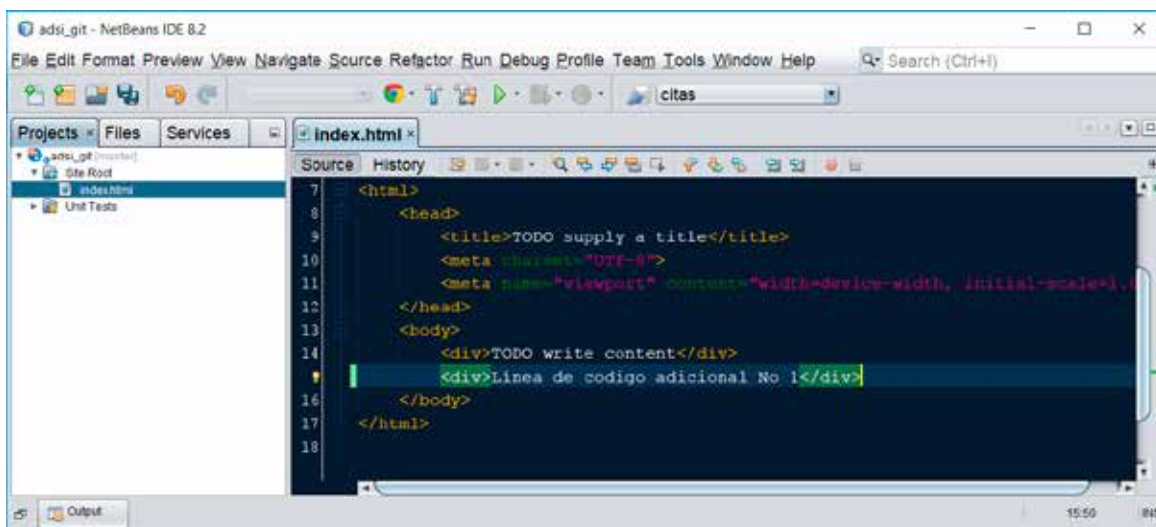 adsi_git - NetBeans IDE 8.2
File Edit Format Preview View Navigate Source Refactor Run Debug Profile Team Tools Window Help
Search (Ctrl+I)
citas
Projects Files Services
index.html
adsi_git [master]
Site Root
index.html
Unit Tests
Source History
7 <html>
8 <head>
9 <title>TODO supply a title</title>
10 <meta charset="UTF-8">
11 <meta name="viewport" content="width=device-width, initial-scale=1.0
12 </head>
13 <body>
14 <div>TODO write content</div>
<div>Linea de codigo adicional No 1</div>
16 </body>
17 </html>
18
Output
15:50
INS